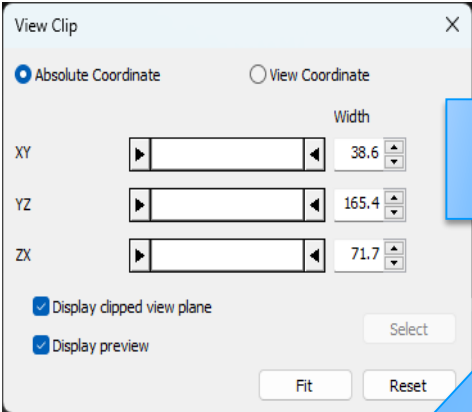 View Clip
Absolute Coordinate View Coordinate
Width
XY 38.6
YZ 165.4
ZX 71.7
Display clipped view plane
Select
Display preview
Fit Reset